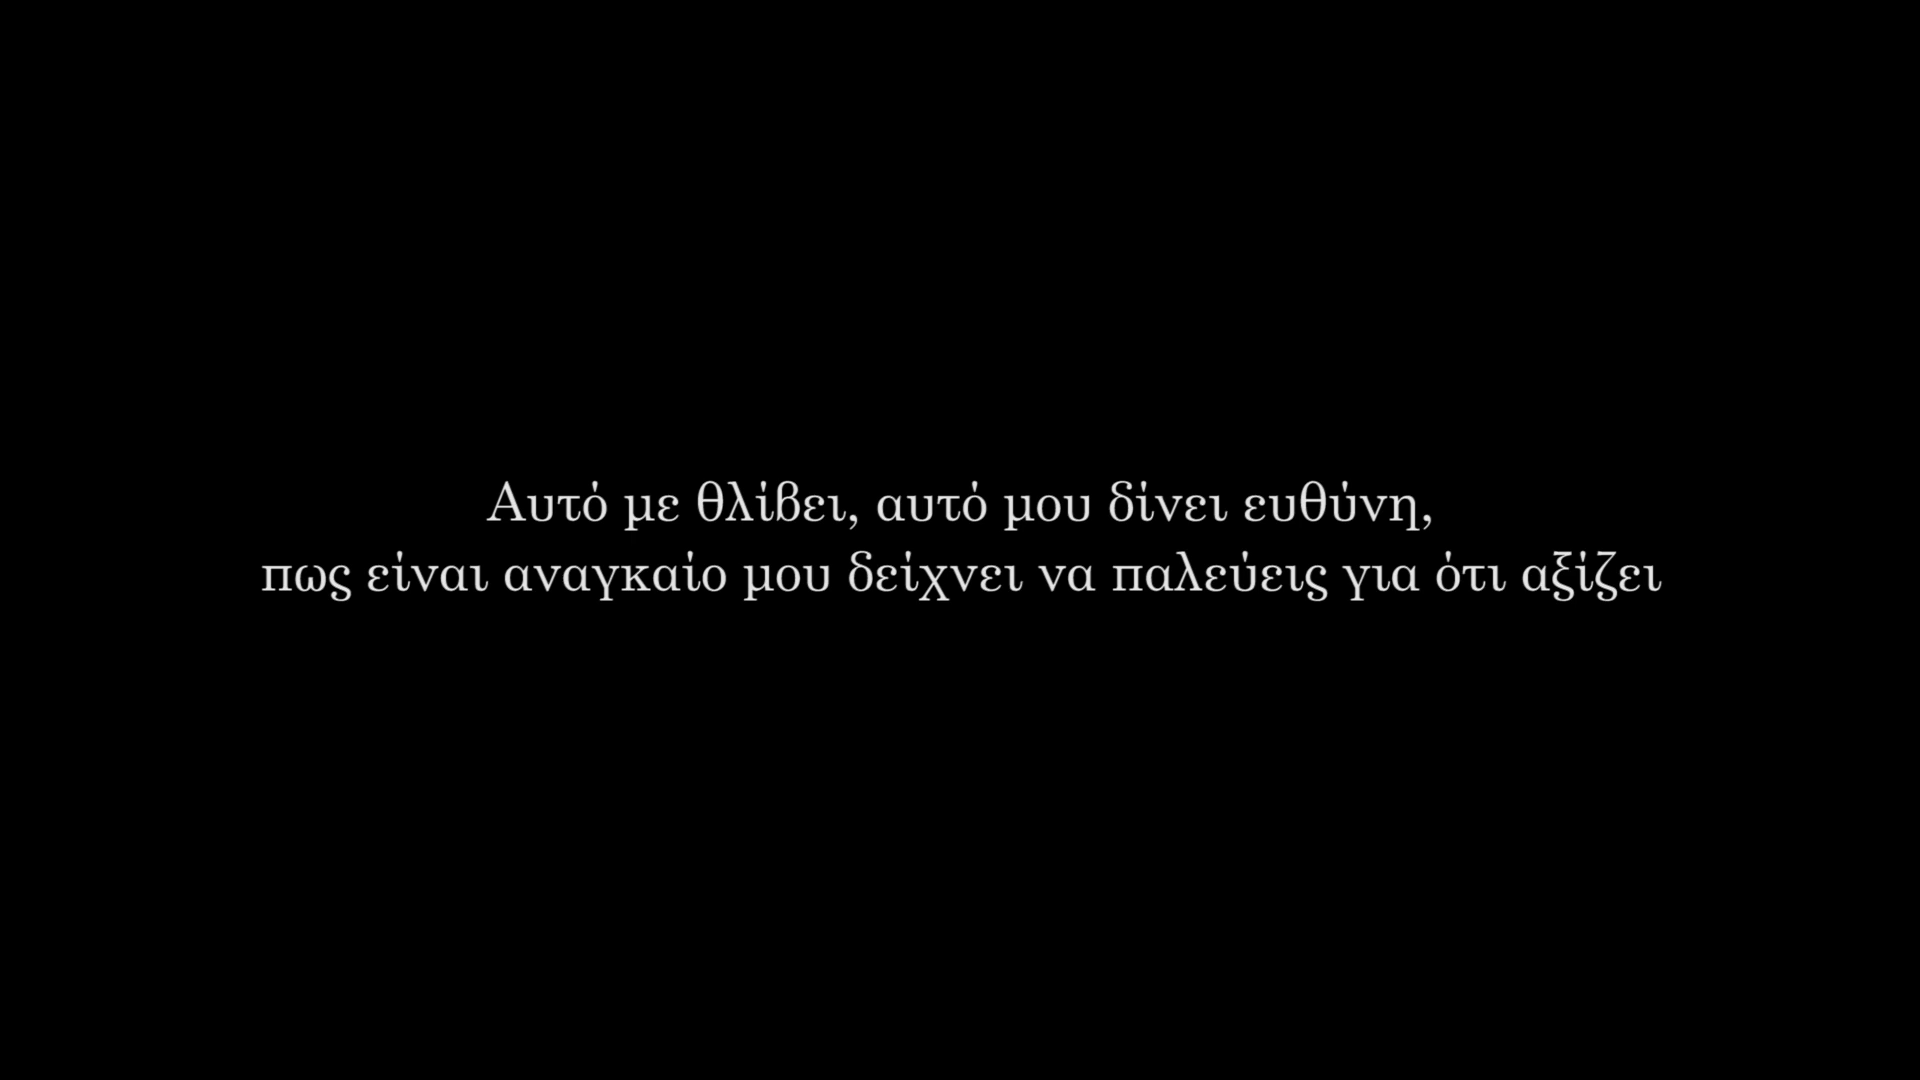 Αυτό με θλίβει, αυτό μου δίνει ευθύνη,
πως είναι αναγκαίο μου δείχνει να παλεύεις για ότι αξίζει